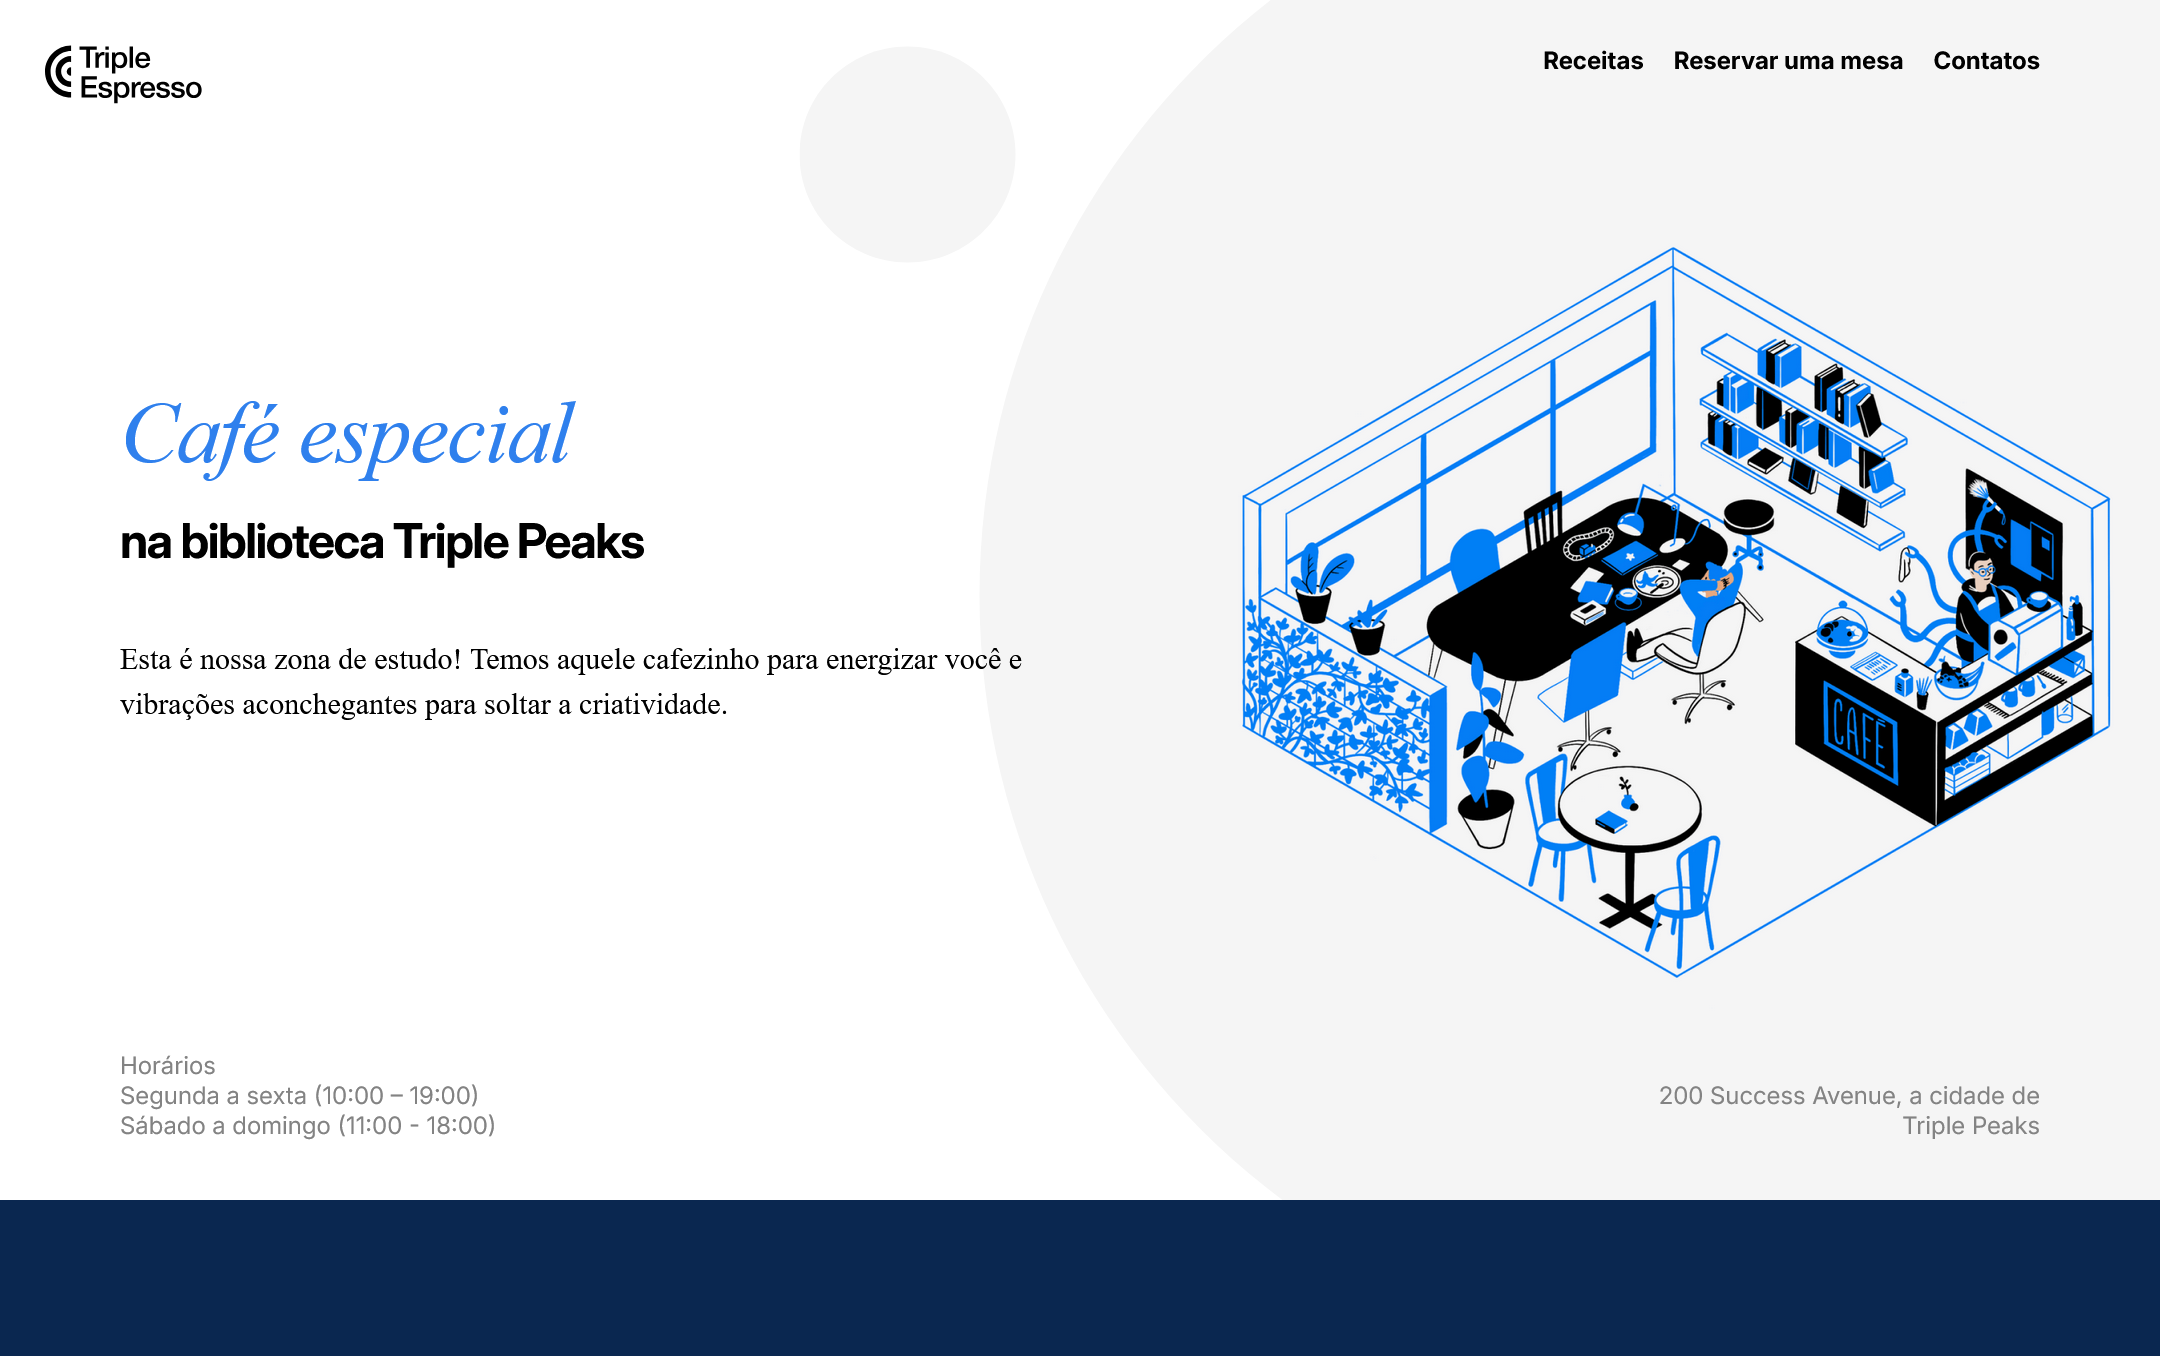 Triple
Espresso
Receitas Reservar uma mesa Contatos
Café especial
na biblioteca Triple Peaks
Esta é nossa zona de estudo! Temos aquele cafezinho para energizar você e
vibrações aconchegantes para soltar a criatividade.
CAFÉ
Horários
Segunda a sexta (10:00 – 19:00)
Sábado a domingo (11:00 - 18:00)
200 Success Avenue, a cidade de
Triple Peaks